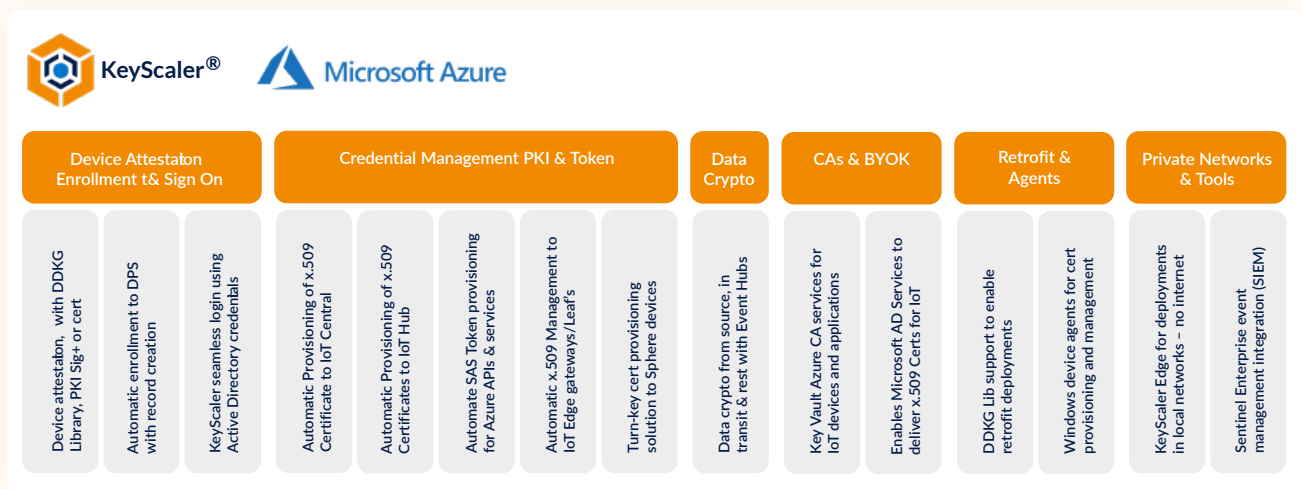 KeyScaler®
Microsoft Azure
Device Attestaton
Enrollment t& Sign On
Credential Management PKI & Token
Data
Crypto
CAs & BYOK
Retrofit &
Agents
Private Networks
& Tools
Device attestaton, with DDKG
Library, PKI Sig+ or cert
Automatic enrollment to DPS
with record creation
KeyScaler seamless login using
Active Directory credentals
Automatic Provisioning of x.509
Certificate to IoT Central
Automatic Provisioning of x.509
Certificates to IoT Hub
Automate SAS Token provisioning
for Azure APIs & services
Automatic x.509 Management to
IoT Edge gateways/Leaf's
Turn-key cert provisioning
solution to Sphere devices
Data crypto from source, in
transit & rest with Event Hubs
Key Vault Azure CA services for
IoT devices and applications
Enables Microsoft AD Services to
deliver x.509 Certs for IoT
DDKG Lib support to enable
retrofit deployments
Windows device agents for cert
provisioning and management
KeyScaler Edge for deployments
in local networks – no internet
Sentinel Enterprise event
management integration (SIEM)